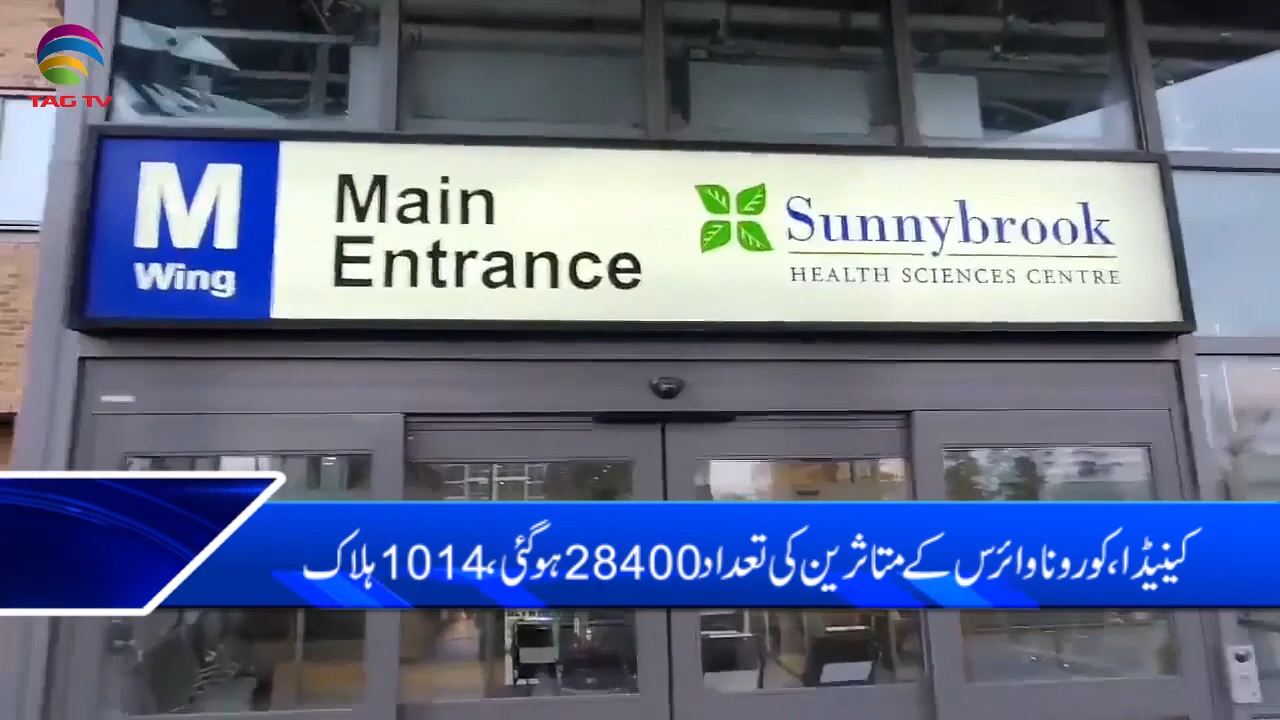 TAG TV
M
Wing
Main
Entrance
Sunnybrook
HEALTH SCIENCES CENTRE
کینیڈا، کورونا وائرس کے متاثرین کی تعداد 28400 ہوگئی، 1014 ہلاک